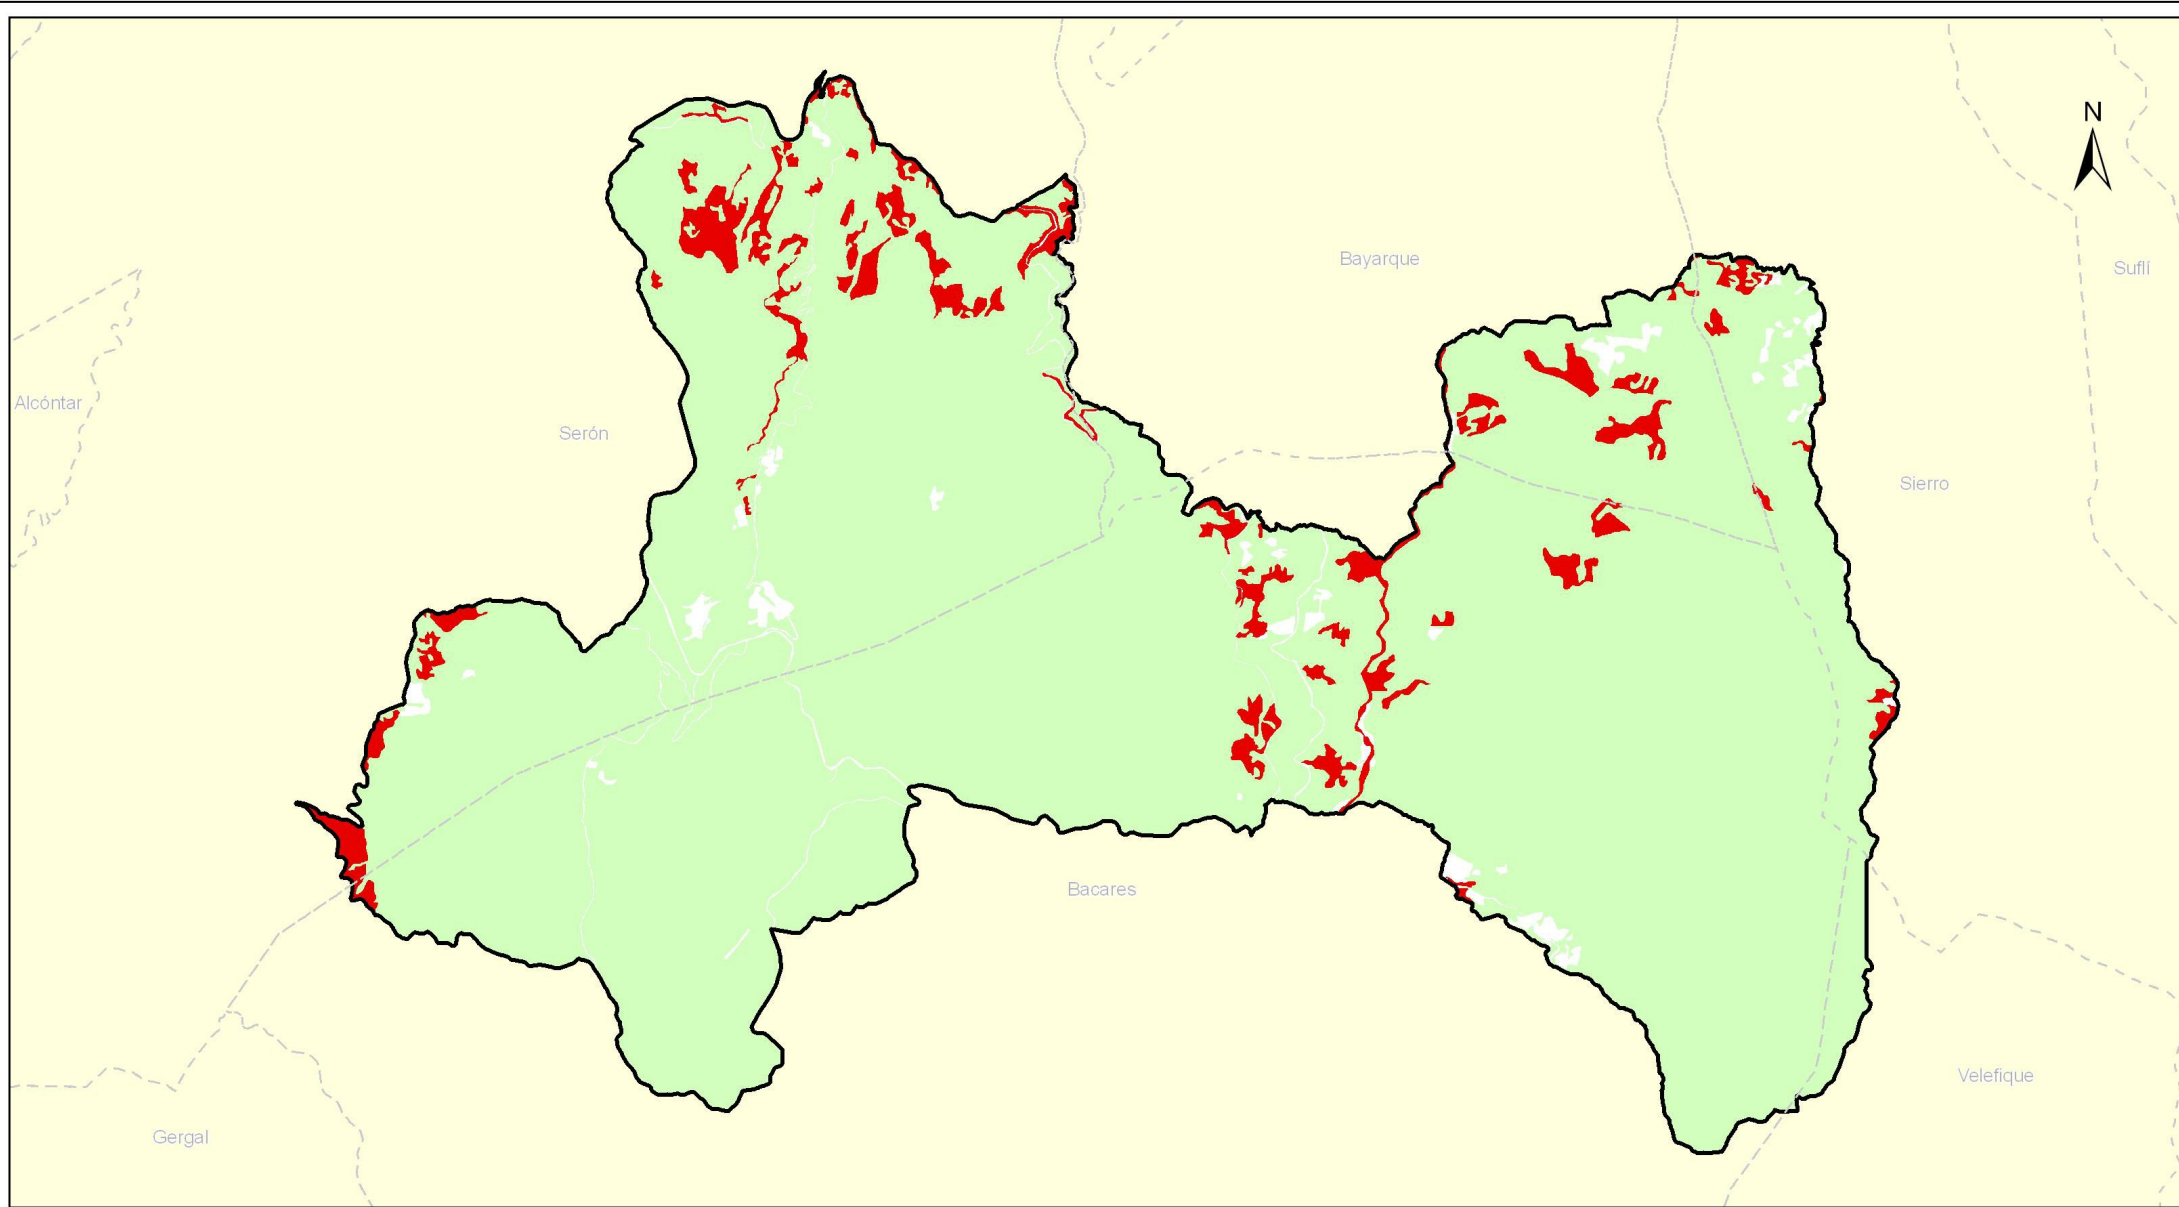 N
Bayarque
Suflí
Alcóntar
Serón
Sierro
Bacares
Velefique
Gergal